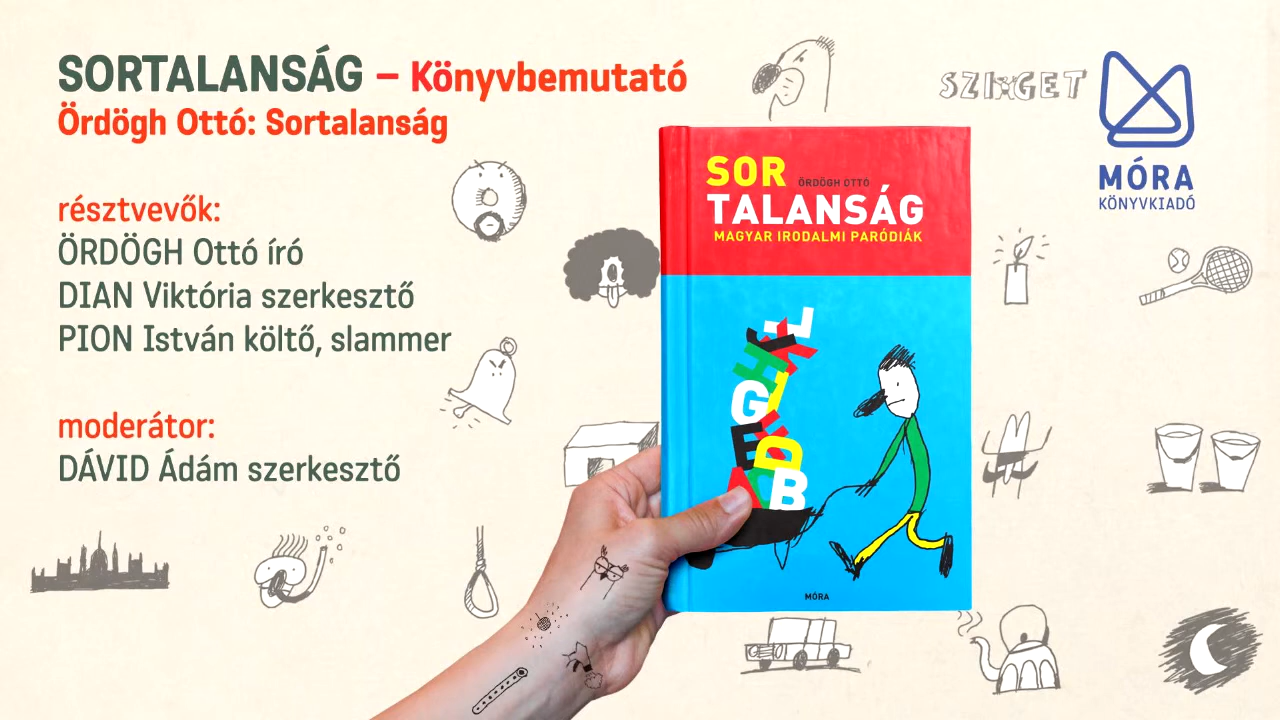 SORTALANSÁG – Könyvbemutató
Ördögh Ottó: Sortalanság
résztvevők:
ÖRDÖGH Ottó író
DIAN Viktória szerkesztő
PION István költő, slammer
moderátor:
DÁVID Ádám szerkesztő
SZIGET
MÓRA
KÖNYVKIADÓ
SOR
ÖRDÖGH OTTÓ
TALANSÁG
MAGYAR IRODALMI PARÓDIÁK
MÓRA